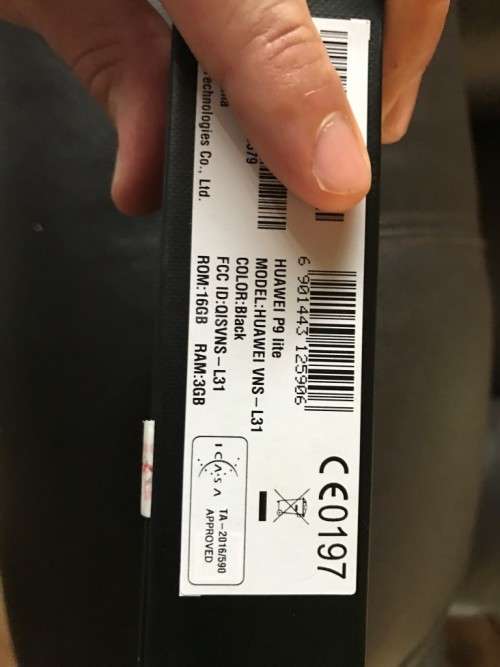 6 901443 125906
HUAWEI P9 lite
MODEL:HUAWEI VNS-L31
COLOR:Black
FCC ID:QISVNS-L31
ROM:16GB RAM:3GB
echnologies Co., Ltd.
CE0197
ICASA
TA-2016/590
APPROVED